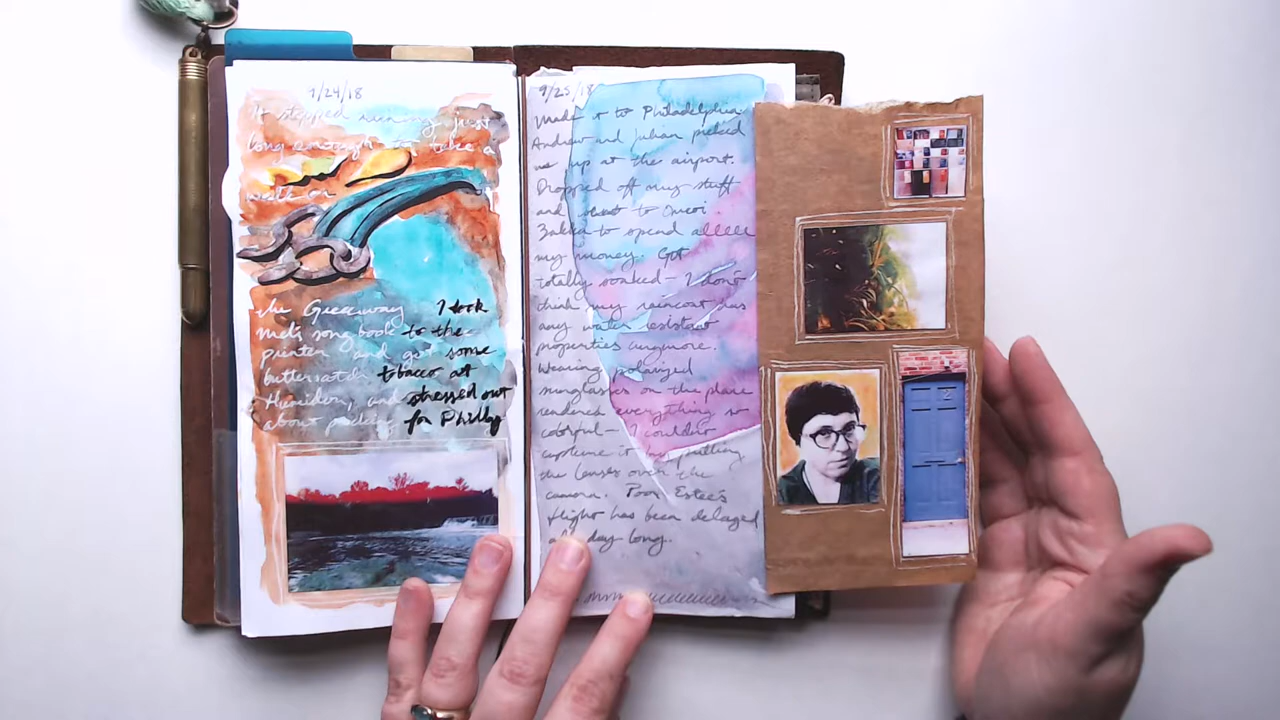 9/24/18
It stopped raining just
long enough to take a
walk on
the Greenway I took
Mel's songbook to the
printer and got some
butterscotch tobacco at
and stressed out
about packing for Philly
9/25/18
Made it to Philadelphia.
Andrew and Julian picked
us up at the airport.
Dropped off my stuff
and went to Omoi
Zakka to spend alllll
my money. Got
totally soaked— I don't
think my raincoat has
any water resistant
properties anymore.
Wearing polarized
sunglasses on the plane
rendered everything so
colorful— I couldn't
capture it by putting
the lenses over the
camera. Poor Estee's
flight has been delayed
all day long.
2